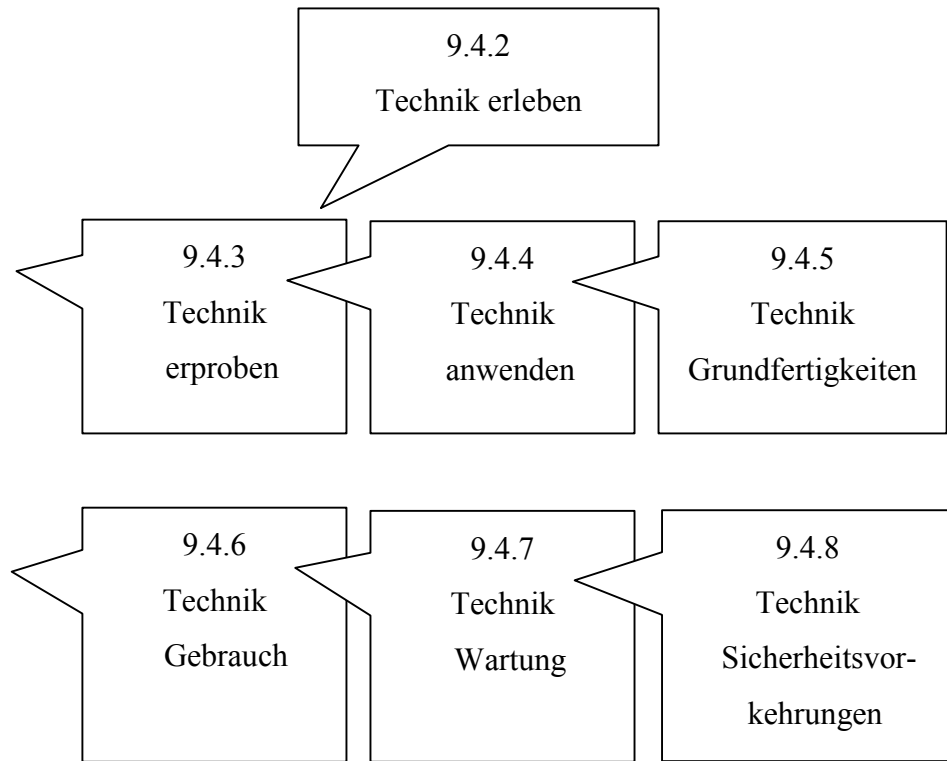 9.4.2
Technik erleben
9.4.3
Technik
erproben
9.4.4
Technik
anwenden
9.4.5
Technik
Grundfertigkeiten
9.4.6
Technik
Gebrauch
9.4.7
Technik
Wartung
9.4.8
Technik
Sicherheitsvor-
kehrungen